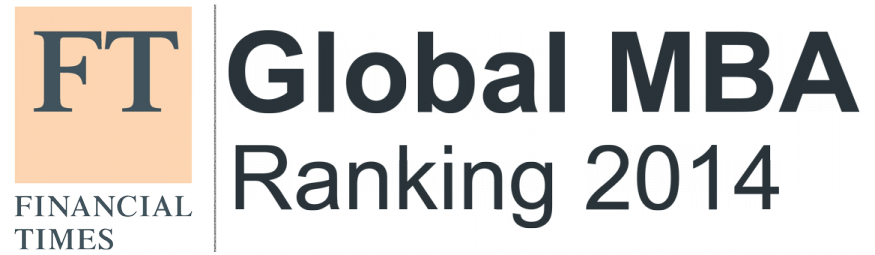 FT
FINANCIAL
TIMES
Global MBA
Ranking 2014